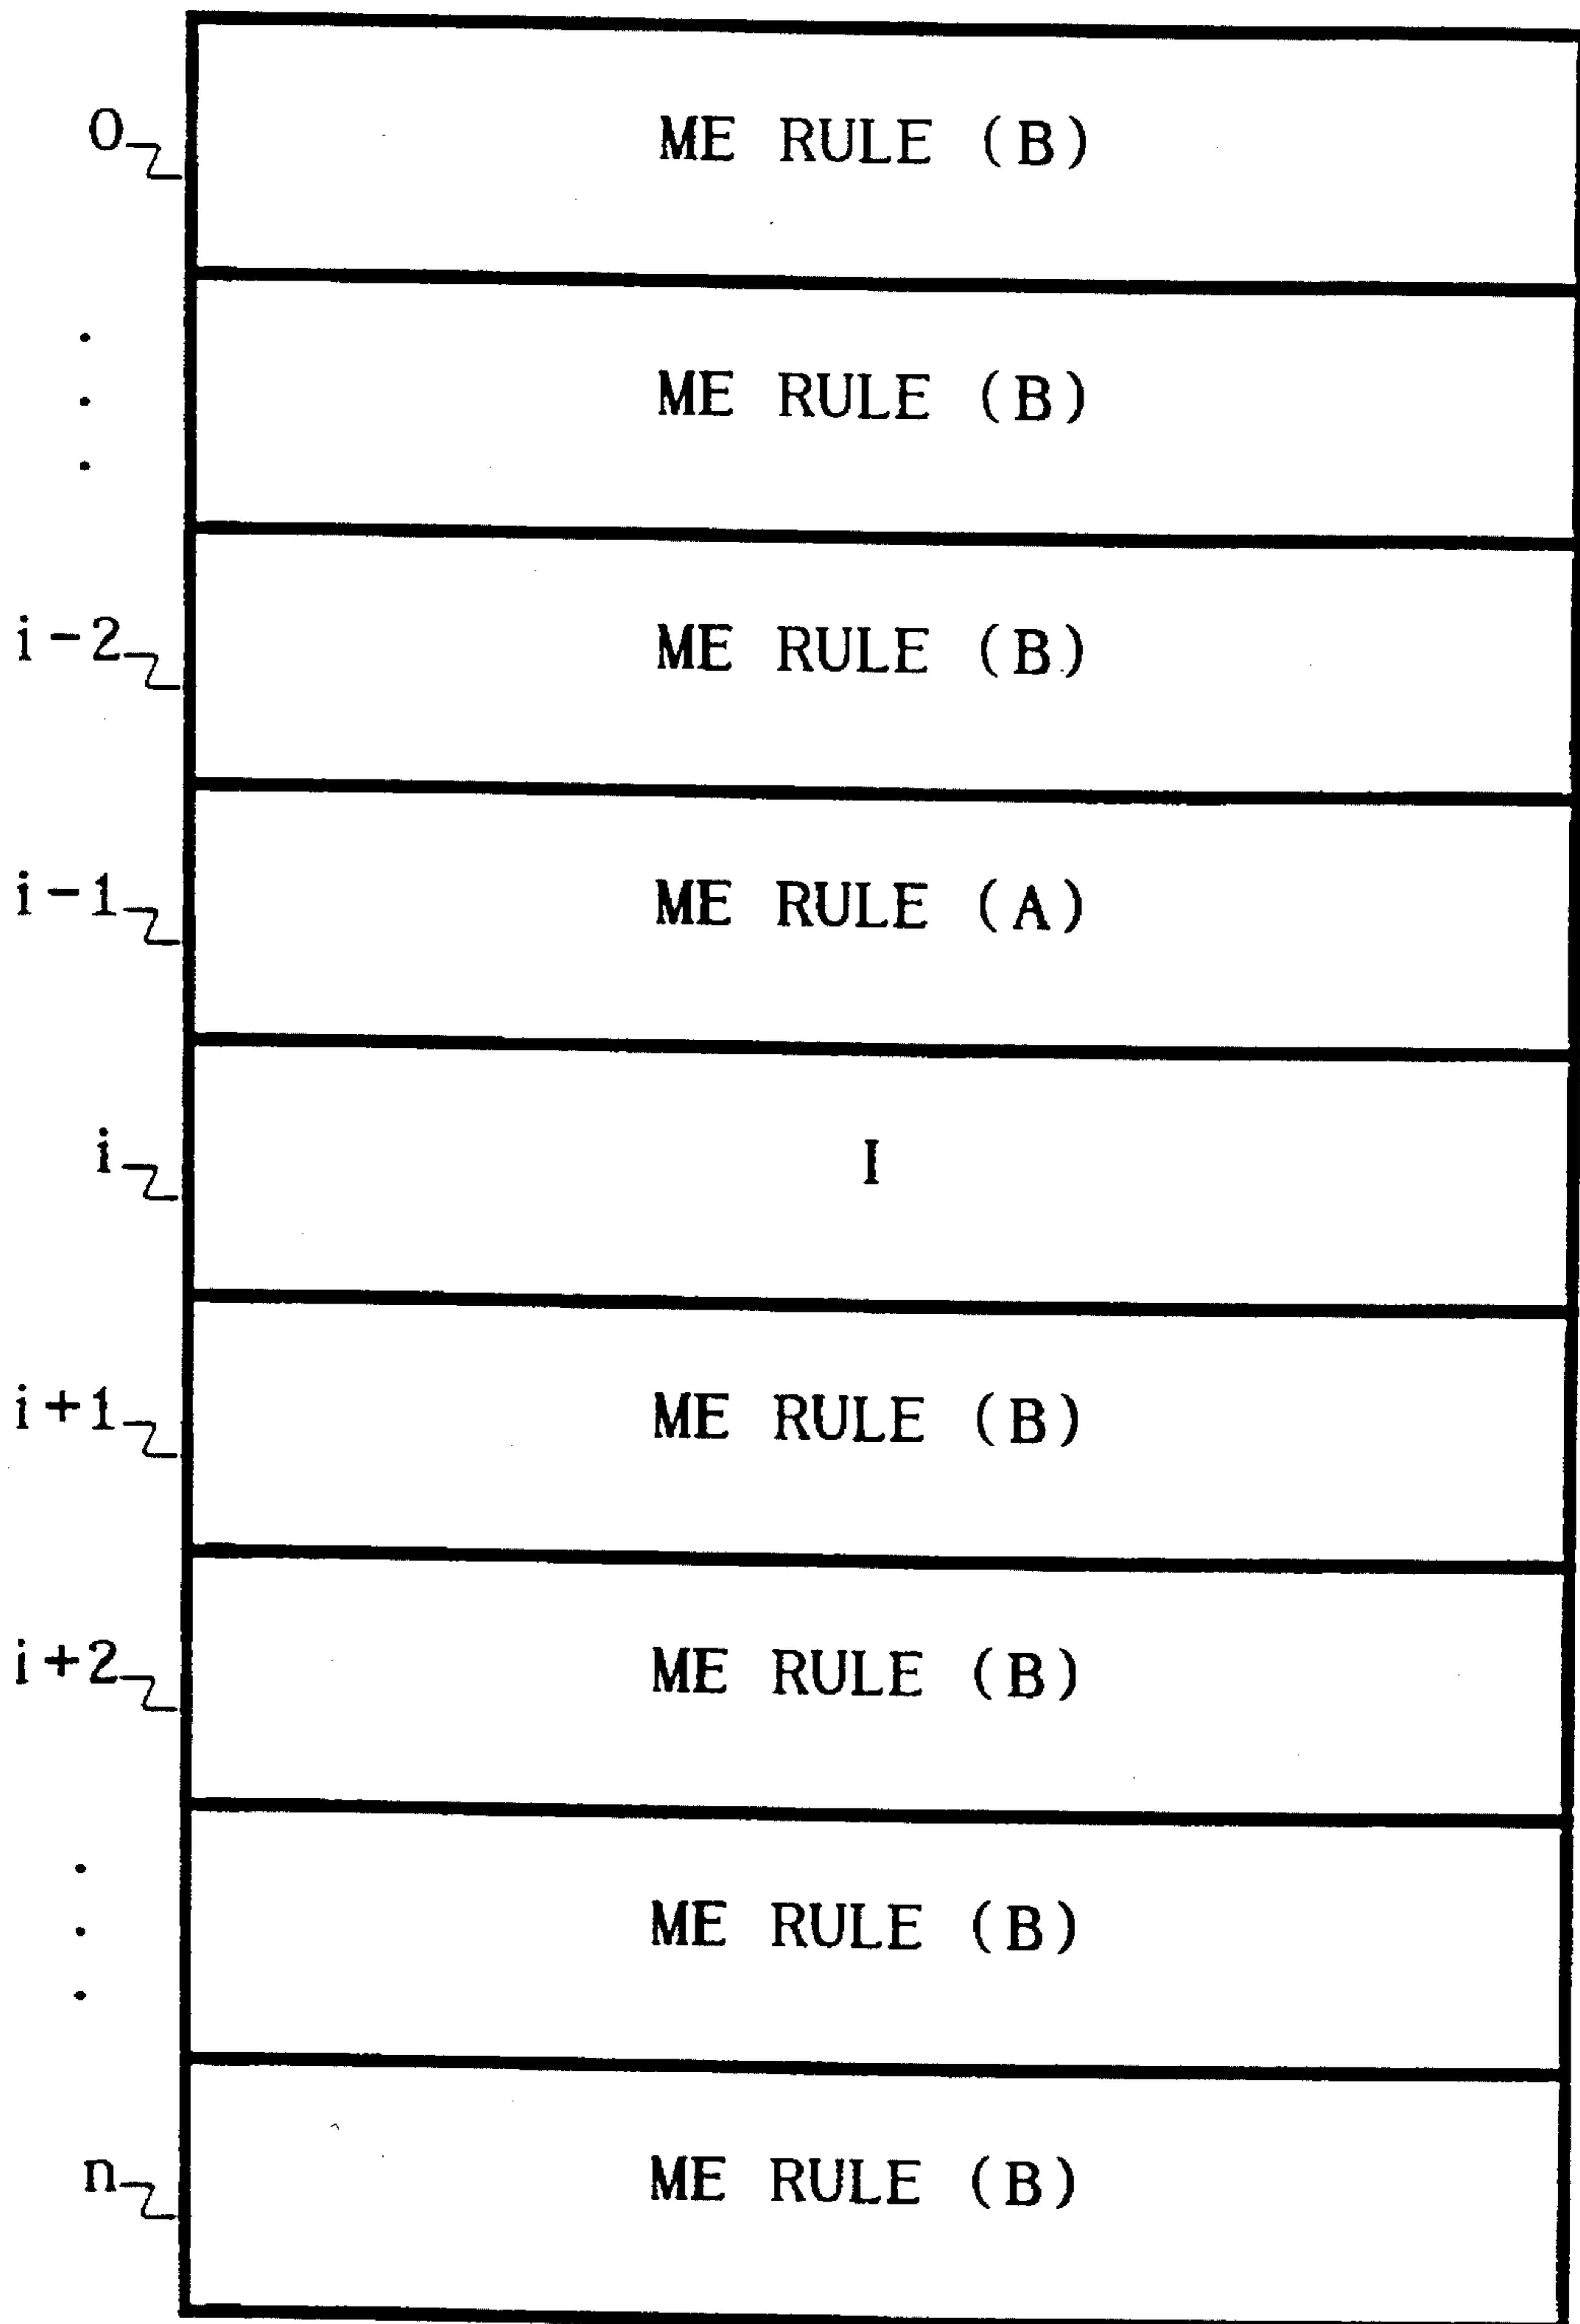 0 ME RULE (B)
. . . ME RULE (B)
i-2 ME RULE (B)
i-1 ME RULE (A)
i I
i+1 ME RULE (B)
i+2 ME RULE (B)
. . . ME RULE (B)
n ME RULE (B)